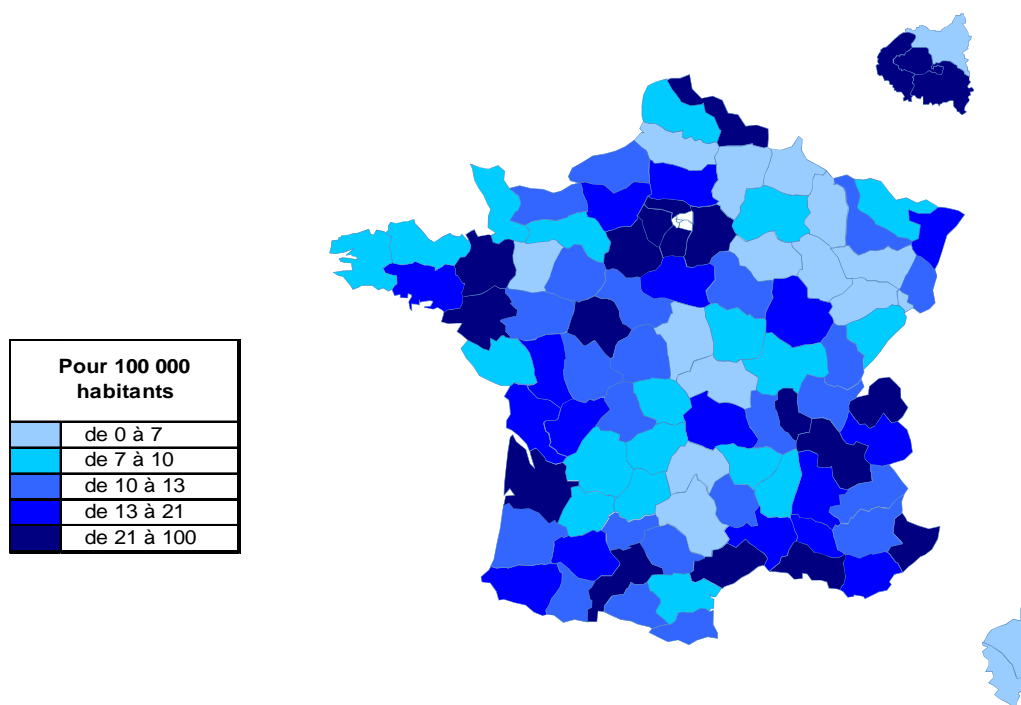 Pour 100 000
habitants
de 0 à 7
de 7 à 10
de 10 à 13
de 13 à 21
de 21 à 100